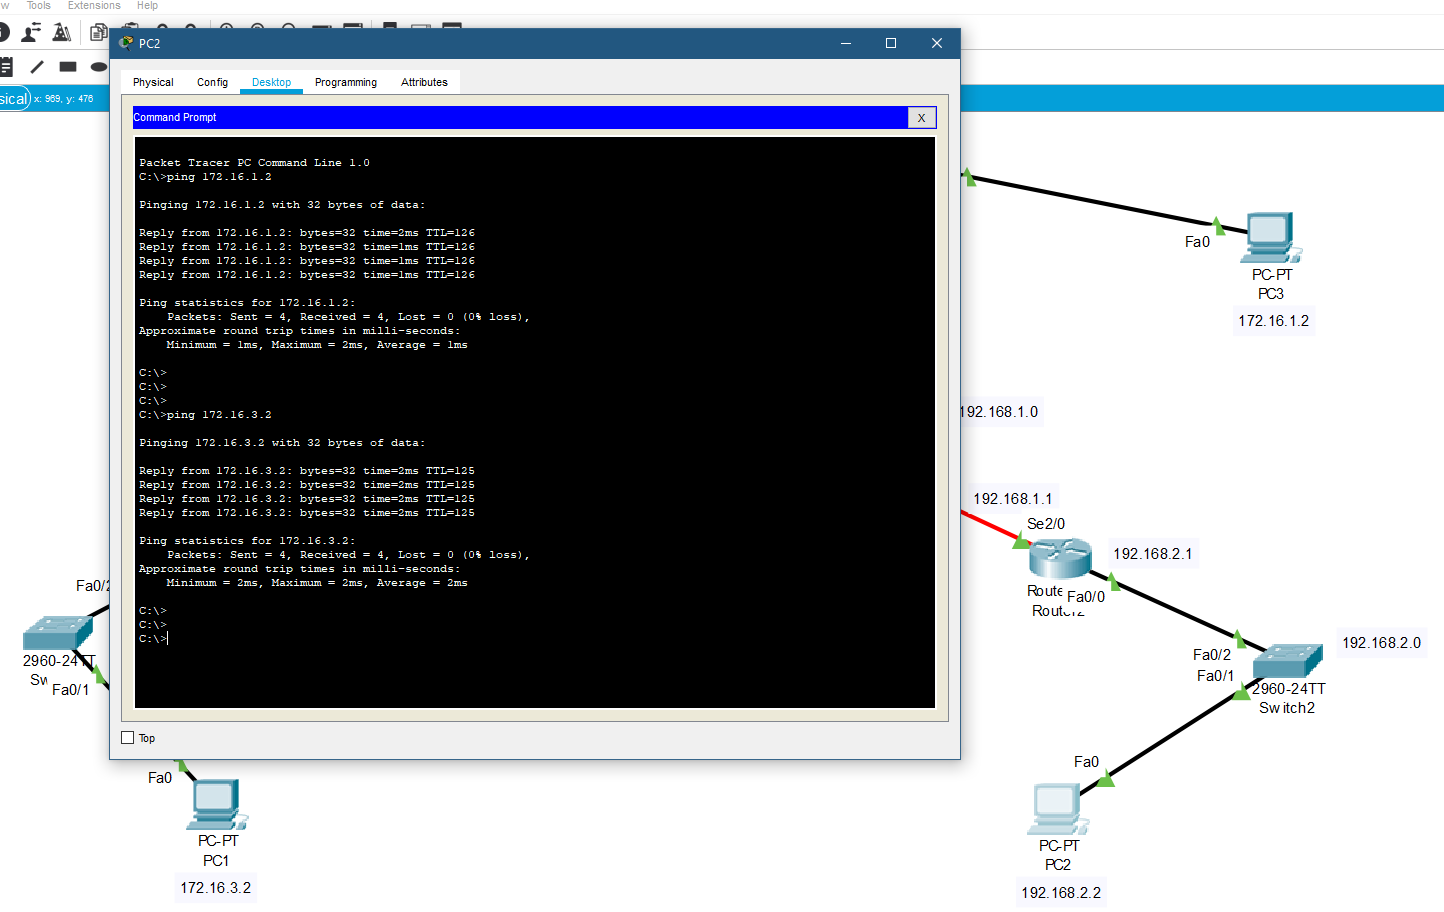 Tools Extensions Help
x: 969, y: 476
PC2
Physical Config Desktop Programming Attributes
Command Prompt
X
Packet Tracer PC Command Line 1.0
C:\>ping 172.16.1.2
Pinging 172.16.1.2 with 32 bytes of data:
Reply from 172.16.1.2: bytes=32 time=2ms TTL=126
Reply from 172.16.1.2: bytes=32 time=1ms TTL=126
Reply from 172.16.1.2: bytes=32 time=1ms TTL=126
Reply from 172.16.1.2: bytes=32 time=1ms TTL=126
Ping statistics for 172.16.1.2:
Packets: Sent = 4, Received = 4, Lost = 0 (0% loss),
Approximate round trip times in milli-seconds:
Minimum = 1ms, Maximum = 2ms, Average = 1ms
C:\>
C:\>
C:\>
C:\>ping 172.16.3.2
Pinging 172.16.3.2 with 32 bytes of data:
Reply from 172.16.3.2: bytes=32 time=2ms TTL=125
Reply from 172.16.3.2: bytes=32 time=2ms TTL=125
Reply from 172.16.3.2: bytes=32 time=2ms TTL=125
Reply from 172.16.3.2: bytes=32 time=2ms TTL=125
Ping statistics for 172.16.3.2:
Packets: Sent = 4, Received = 4, Lost = 0 (0% loss),
Approximate round trip times in milli-seconds:
Minimum = 2ms, Maximum = 2ms, Average = 2ms
C:\>
C:\>
C:\>
Top
Fa0
PC-PT
PC3
172.16.1.2
192.168.1.0
192.168.1.1
Se2/0
192.168.2.1
Fa0/0
Fa0/2
Fa0/1
192.168.2.0
2960-24TT
Switch2
Fa0
PC-PT
PC2
192.168.2.2
Fa0/2
2960-24TT
Fa0/1
Fa0
PC-PT
PC1
172.16.3.2